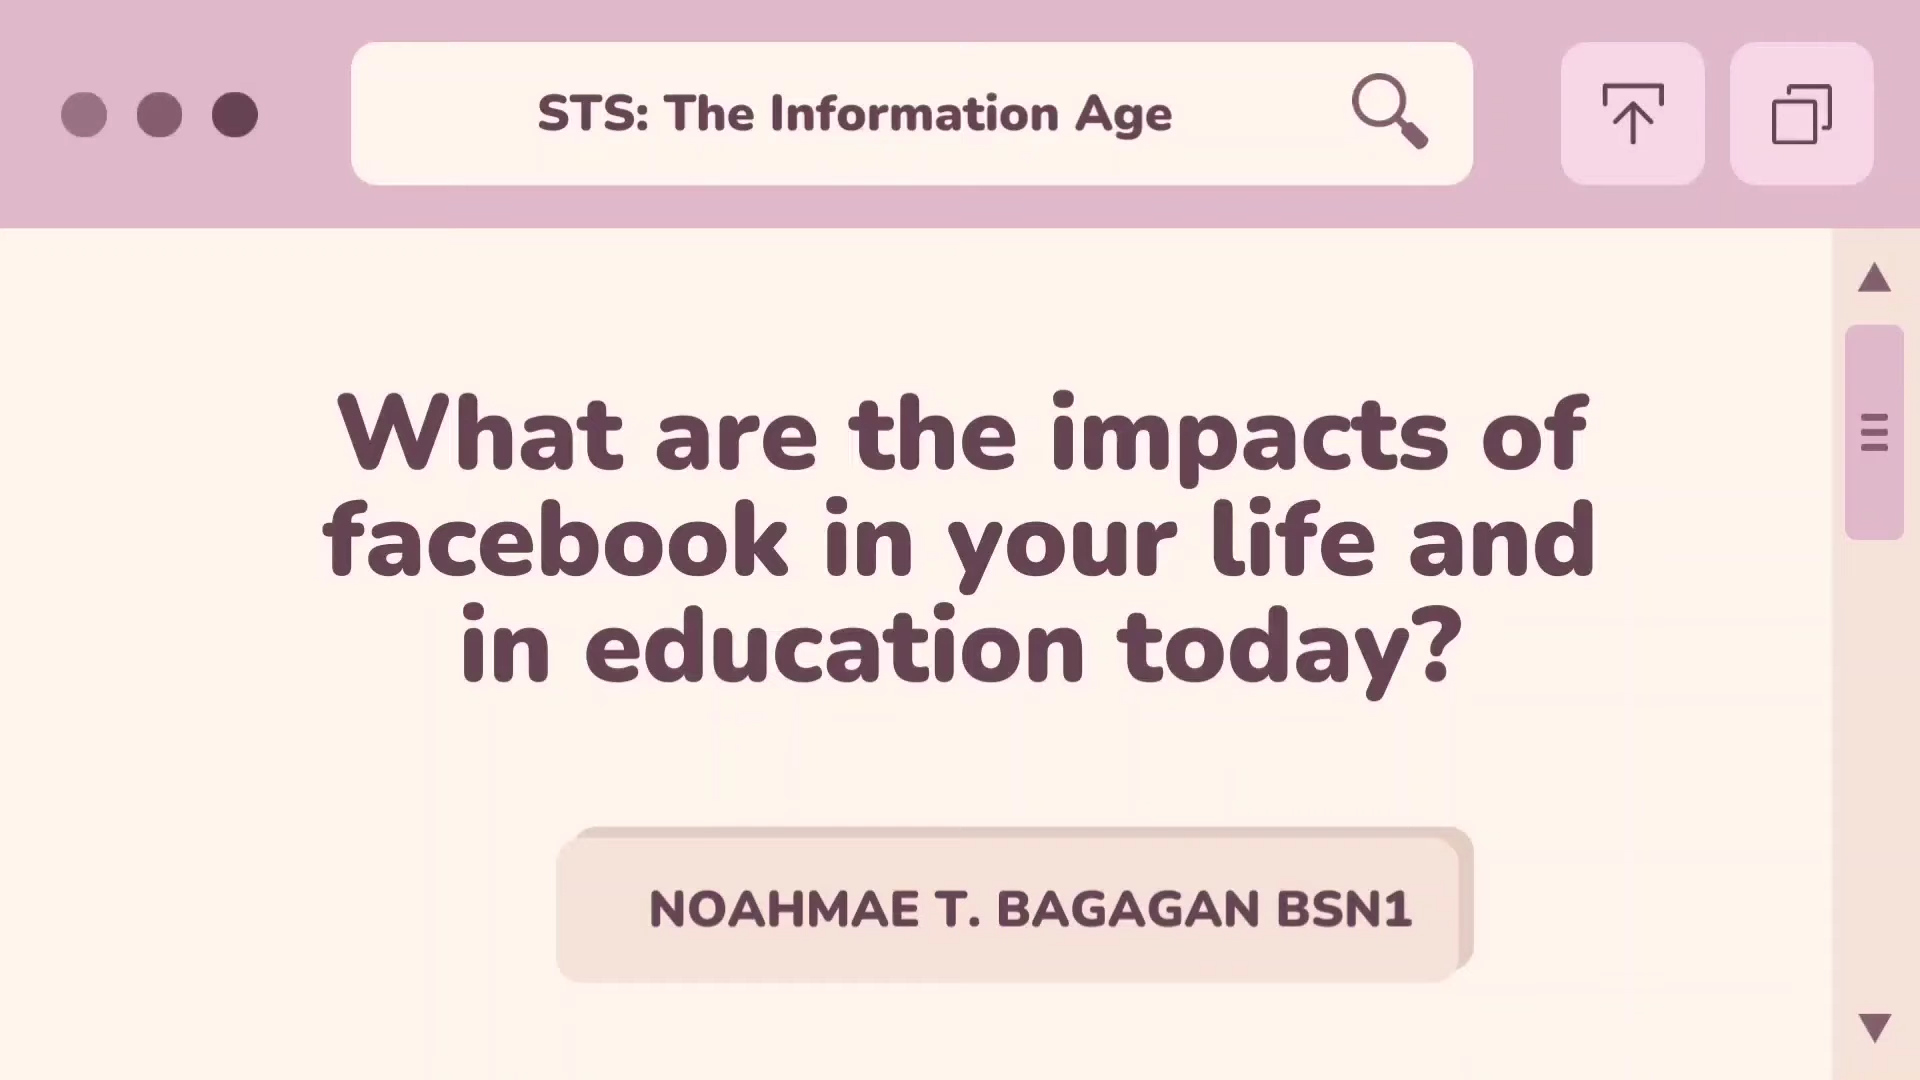 STS: The Information Age
What are the impacts of
facebook in your life and
in education today?
NOAHMAE T. BAGAGAN BSN1